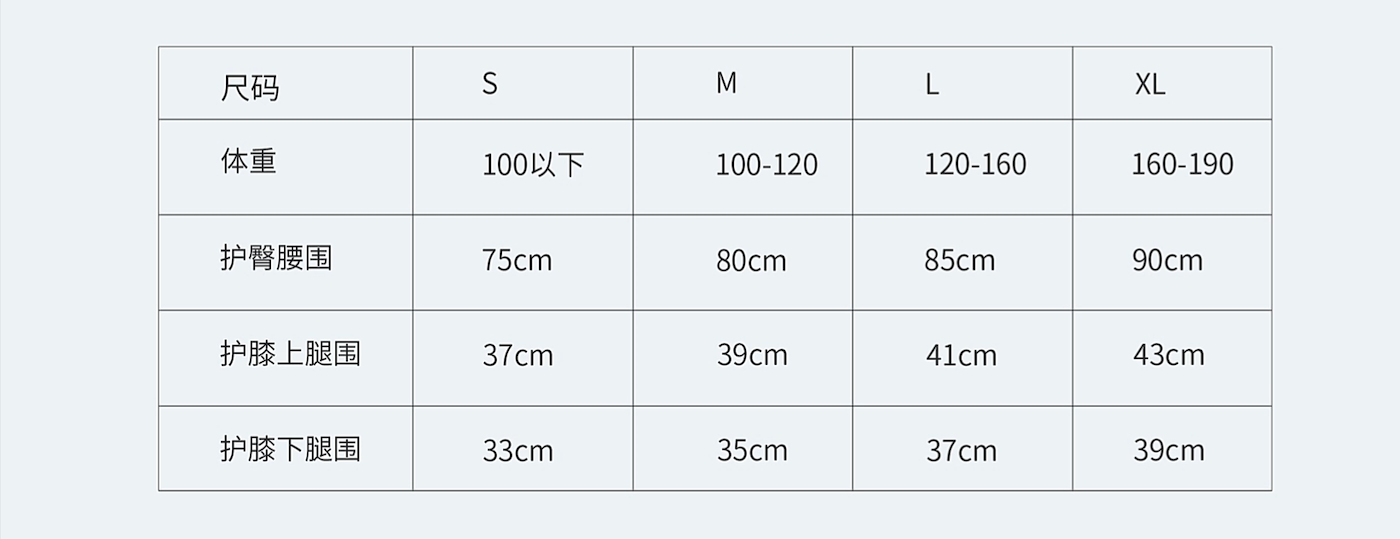 尺码 S M L XL
体重 100以下 100-120 120-160 160-190
护臀腰围 75cm 80cm 85cm 90cm
护膝上腿围 37cm 39cm 41cm 43cm
护膝下腿围 33cm 35cm 37cm 39cm